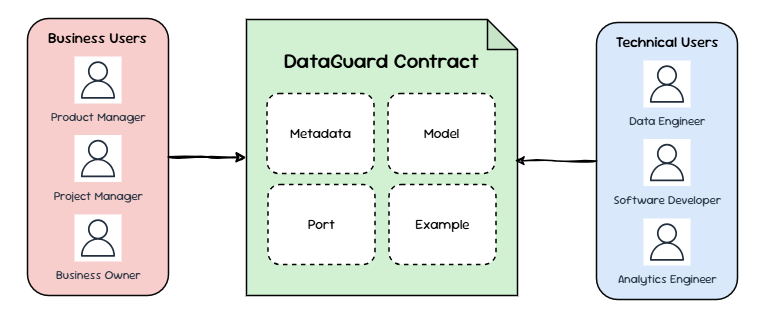 Business Users
Product Manager
Project Manager
Business Owner
DataGuard Contract
Metadata
Model
Port
Example
Technical Users
Data Engineer
Software Developer
Analytics Engineer